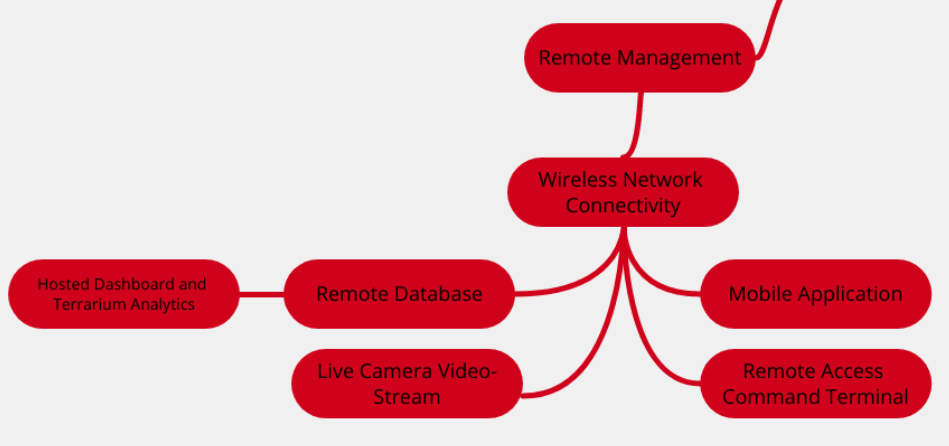 Remote Management
Wireless Network
Connectivity
Hosted Dashboard and
Terrarium Analytics
Remote Database
Mobile Application
Live Camera Video-
Stream
Remote Access
Command Terminal